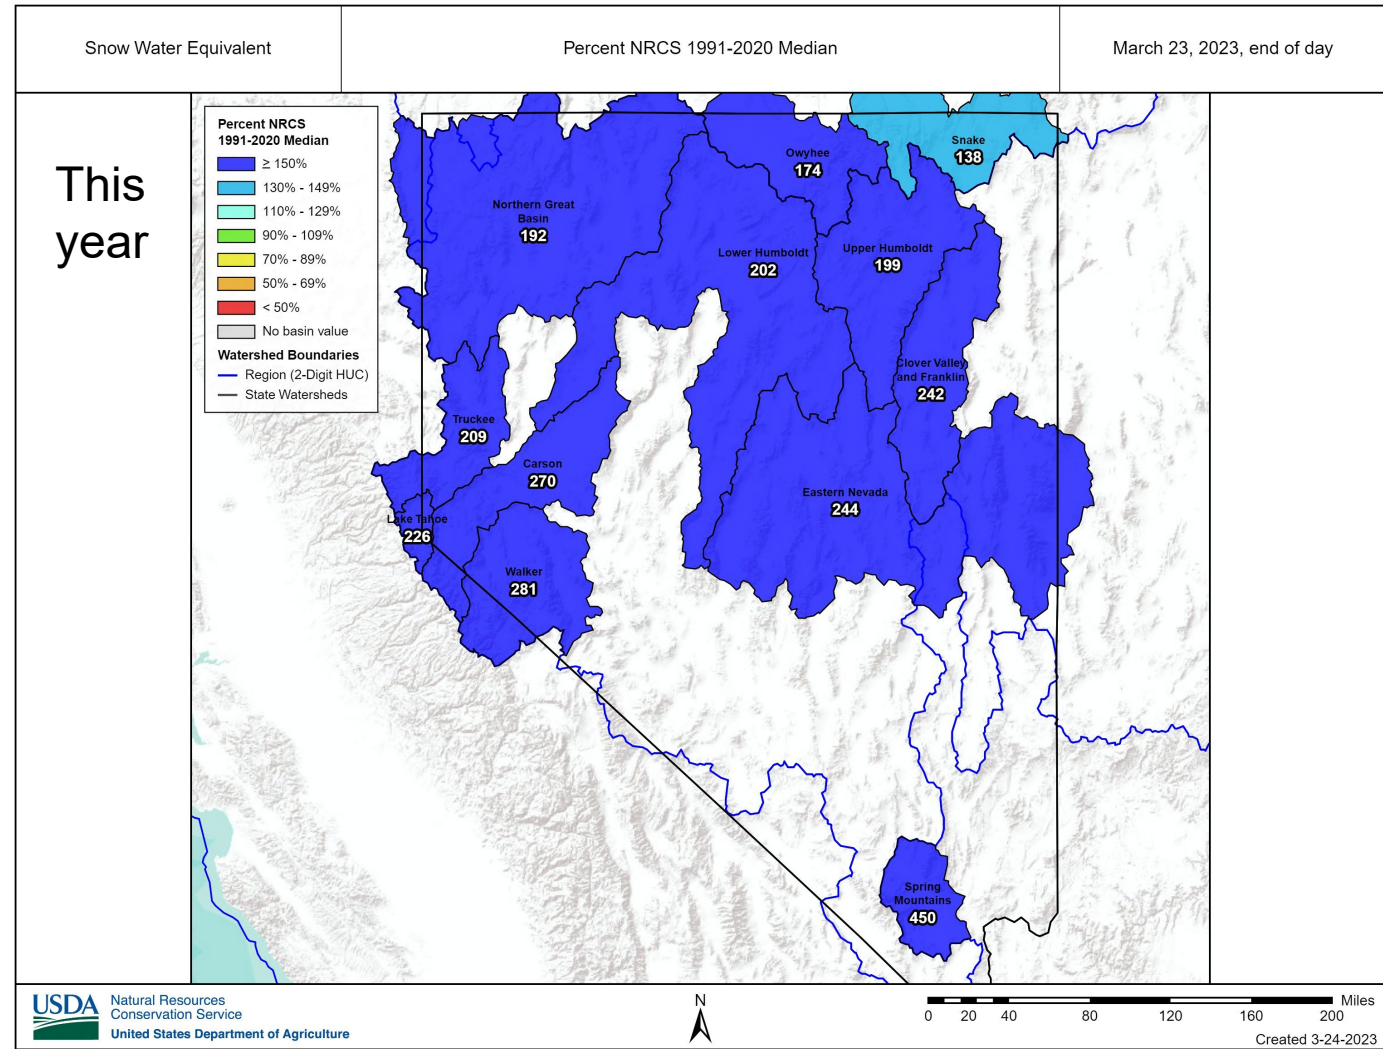 Snow Water Equivalent
Percent NRCS 1991-2020 Median
March 23, 2023, end of day
This
year
Percent NRCS
1991-2020 Median
≥ 150%
130% - 149%
110% - 129%
90% - 109%
70% - 89%
50% - 69%
< 50%
No basin value
Watershed Boundaries
Region (2-Digit HUC)
State Watersheds
Snake
138
Owyhee
174
Northern Great
Basin
192
Lower Humboldt
202
Upper Humboldt
199
Clover Valley
and Franklin
242
Truckee
209
Carson
270
Eastern Nevada
244
Lake Tahoe
226
Walker
281
Spring
Mountains
450
USDA
Natural Resources
Conservation Service
United States Department of Agriculture
N
Miles
0 20 40 80 120 160 200
Created 3-24-2023